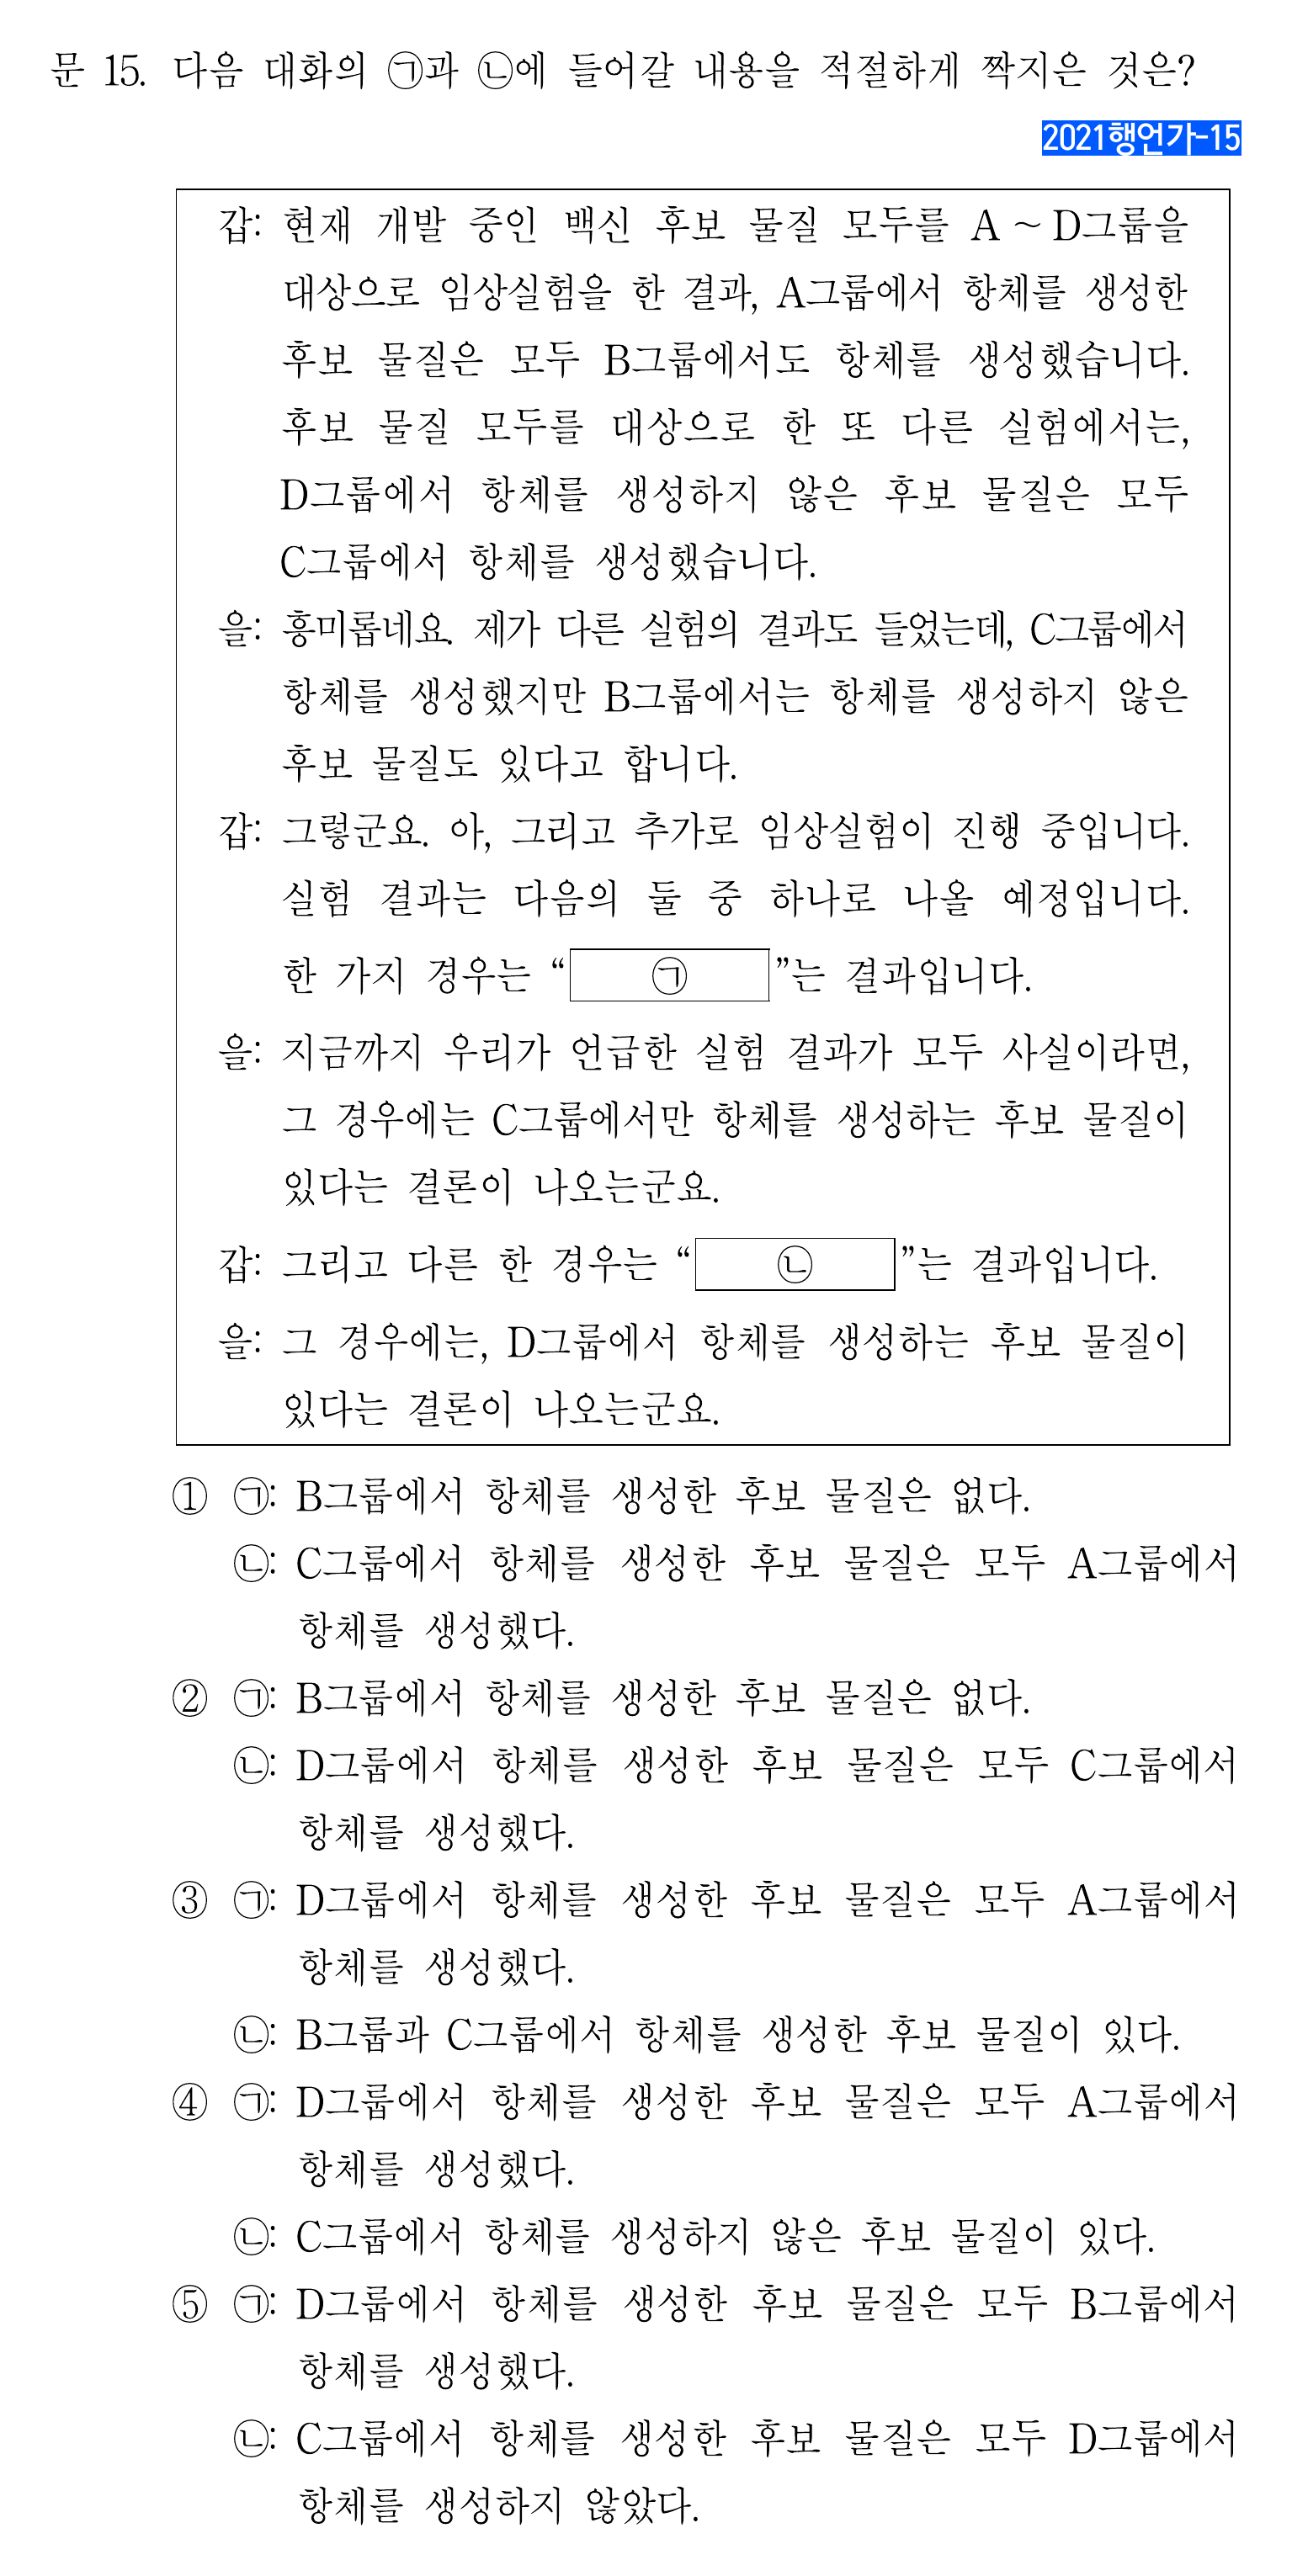 문 15. 다음 대화의 ㉠과 ㉡에 들어갈 내용을 적절하게 짝지은 것은?
2021행언가-15
갑: 현재 개발 중인 백신 후보 물질 모두를 A ~ D그룹을
대상으로 임상실험을 한 결과, A그룹에서 항체를 생성한
후보 물질은 모두 B그룹에서도 항체를 생성했습니다.
후보 물질 모두를 대상으로 한 또 다른 실험에서는,
D그룹에서 항체를 생성하지 않은 후보 물질은 모두
C그룹에서 항체를 생성했습니다.
을: 흥미롭네요. 제가 다른 실험의 결과도 들었는데, C그룹에서
항체를 생성했지만 B그룹에서는 항체를 생성하지 않은
후보 물질도 있다고 합니다.
갑: 그렇군요. 아, 그리고 추가로 임상실험이 진행 중입니다.
실험 결과는 다음의 둘 중 하나로 나올 예정입니다.
한 가지 경우는 “ ㉠ ”는 결과입니다.
을: 지금까지 우리가 언급한 실험 결과가 모두 사실이라면,
그 경우에는 C그룹에서만 항체를 생성하는 후보 물질이
있다는 결론이 나오는군요.
갑: 그리고 다른 한 경우는 “ ㉡ ”는 결과입니다.
을: 그 경우에는, D그룹에서 항체를 생성하는 후보 물질이
있다는 결론이 나오는군요.
① ㉠: B그룹에서 항체를 생성한 후보 물질은 없다.
㉡: C그룹에서 항체를 생성한 후보 물질은 모두 A그룹에서
항체를 생성했다.
② ㉠: B그룹에서 항체를 생성한 후보 물질은 없다.
㉡: D그룹에서 항체를 생성한 후보 물질은 모두 C그룹에서
항체를 생성했다.
③ ㉠: D그룹에서 항체를 생성한 후보 물질은 모두 A그룹에서
항체를 생성했다.
㉡: B그룹과 C그룹에서 항체를 생성한 후보 물질이 있다.
④ ㉠: D그룹에서 항체를 생성한 후보 물질은 모두 A그룹에서
항체를 생성했다.
㉡: C그룹에서 항체를 생성하지 않은 후보 물질이 있다.
⑤ ㉠: D그룹에서 항체를 생성한 후보 물질은 모두 B그룹에서
항체를 생성했다.
㉡: C그룹에서 항체를 생성한 후보 물질은 모두 D그룹에서
항체를 생성하지 않았다.